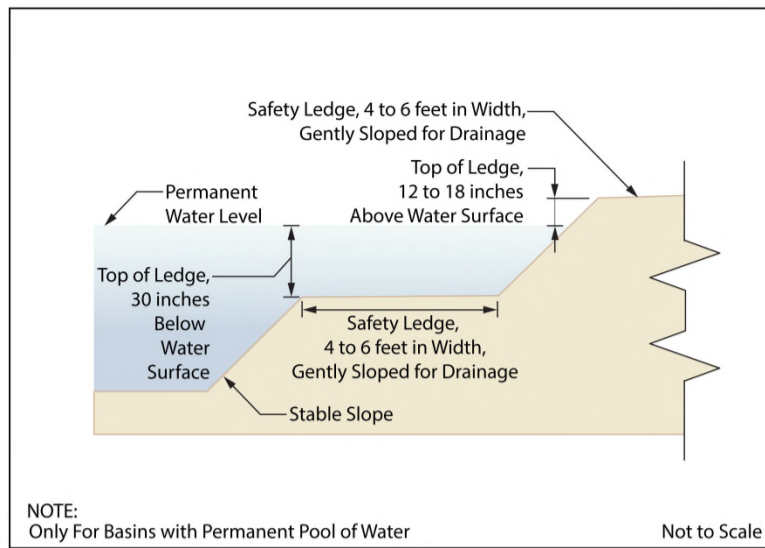 Safety Ledge, 4 to 6 feet in Width,
Gently Sloped for Drainage
Top of Ledge,
12 to 18 inches
Above Water Surface
Permanent
Water Level
Top of Ledge,
30 inches
Below
Water
Surface
Safety Ledge,
4 to 6 feet in Width,
Gently Sloped for Drainage
Stable Slope
NOTE:
Only For Basins with Permanent Pool of Water
Not to Scale